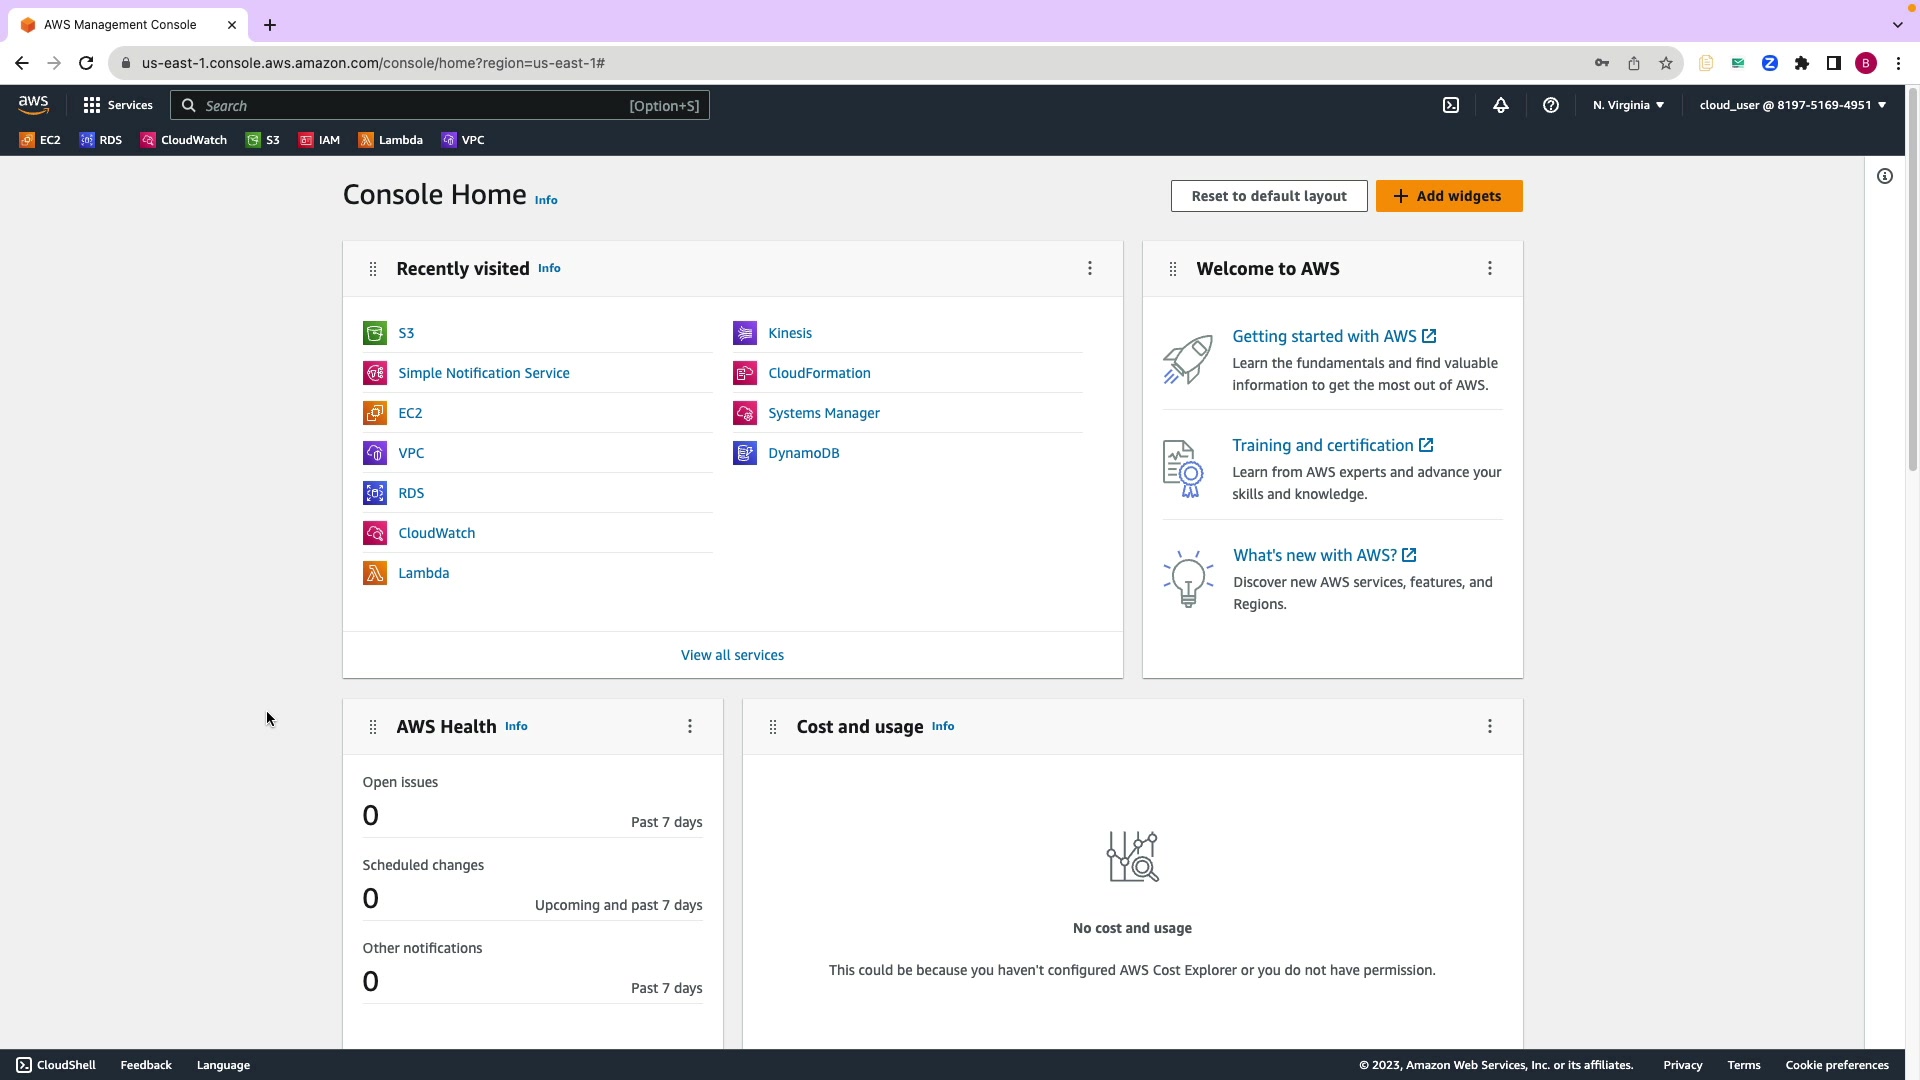 AWS Management Console
us-east-1.console.aws.amazon.com/console/home?region=us-east-1#
B
aws
Services
Search
[Option+S]
N. Virginia
cloud_user @ 8197-5169-4951
EC2
RDS
CloudWatch
S3
IAM
Lambda
VPC
Console Home
Info
Reset to default layout
Add widgets
Recently visited
Info
S3
Simple Notification Service
EC2
VPC
RDS
CloudWatch
Lambda
Kinesis
CloudFormation
Systems Manager
DynamoDB
View all services
Welcome to AWS
Getting started with AWS
Learn the fundamentals and find valuable
information to get the most out of AWS.
Training and certification
Learn from AWS experts and advance your
skills and knowledge.
What's new with AWS?
Discover new AWS services, features, and
Regions.
AWS Health
Info
Open issues
0
Past 7 days
Scheduled changes
0
Upcoming and past 7 days
Other notifications
0
Past 7 days
Cost and usage
Info
No cost and usage
This could be because you haven't configured AWS Cost Explorer or you do not have permission.
CloudShell
Feedback
Language
© 2023, Amazon Web Services, Inc. or its affiliates.
Privacy
Terms
Cookie preferences